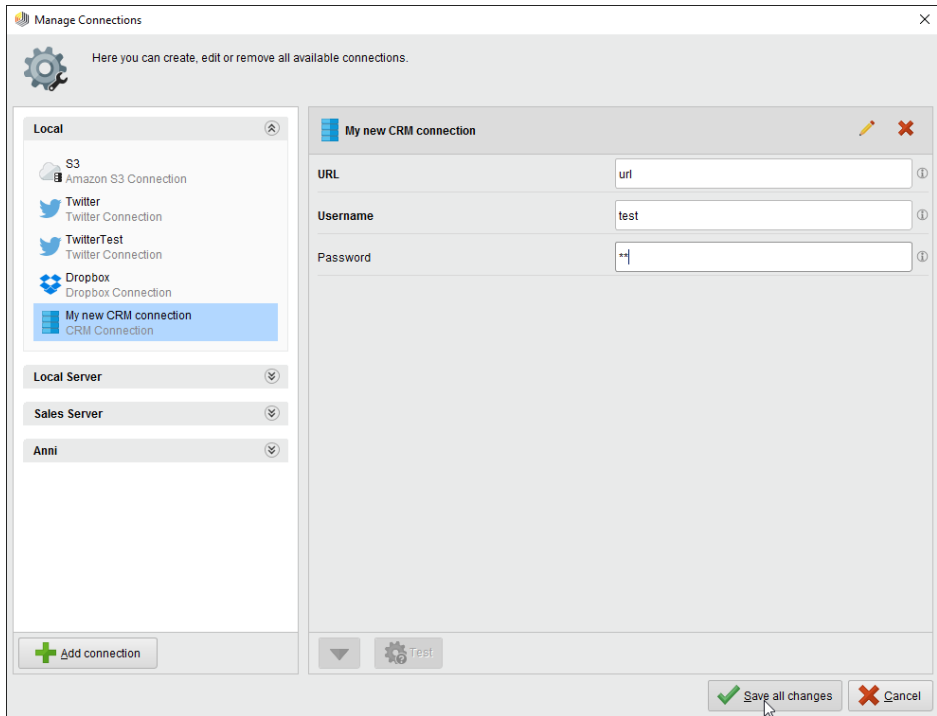 Manage Connections
Here you can create, edit or remove all available connections.
Local
S3
Amazon S3 Connection
Twitter
Twitter Connection
TwitterTest
Twitter Connection
Dropbox
Dropbox Connection
My new CRM connection
CRM Connection
Local Server
Sales Server
Anni
Add connection
My new CRM connection
URL
url
Username
test
Password
**
Test
Save all changes
Cancel